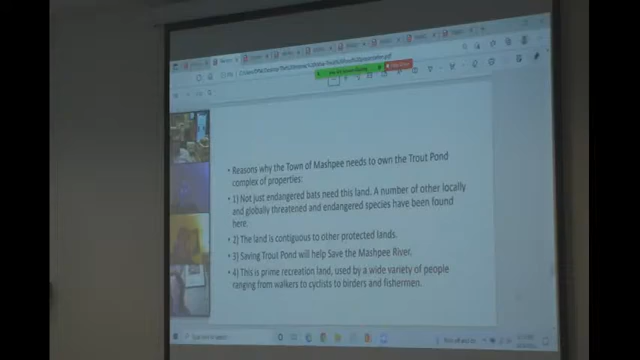 • Reasons why the Town of Mashpee needs to own the Trout Pond
complex of properties:
• 1) Not just endangered bats need this land. A number of other locally
and globally threatened and endangered species have been found
here.
• 2) The land is contiguous to other protected lands.
• 3) Saving Trout Pond will help Save the Mashpee River.
• 4) This is prime recreation land, used by a wide variety of people
ranging from walkers to cyclists to birders and fishermen.